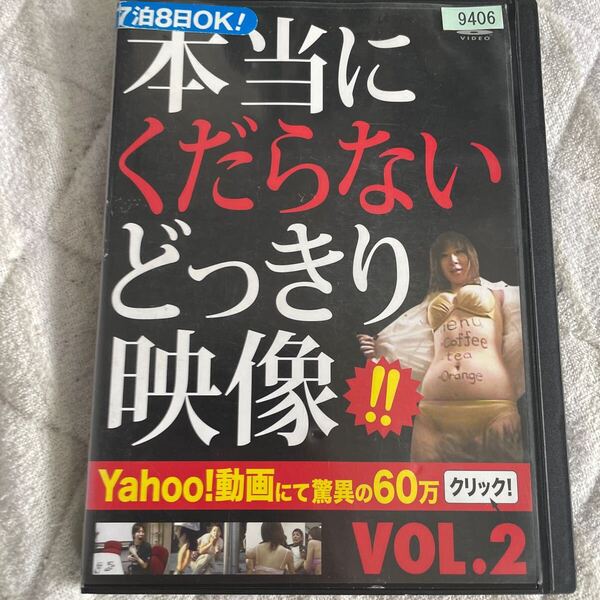 7泊8日OK!
9406
VIDEO
本当に
くだらない
どっきり
映像!!
menu
coffee
tea
orange
Yahoo!動画にて驚異の60万クリック!
VOL.2